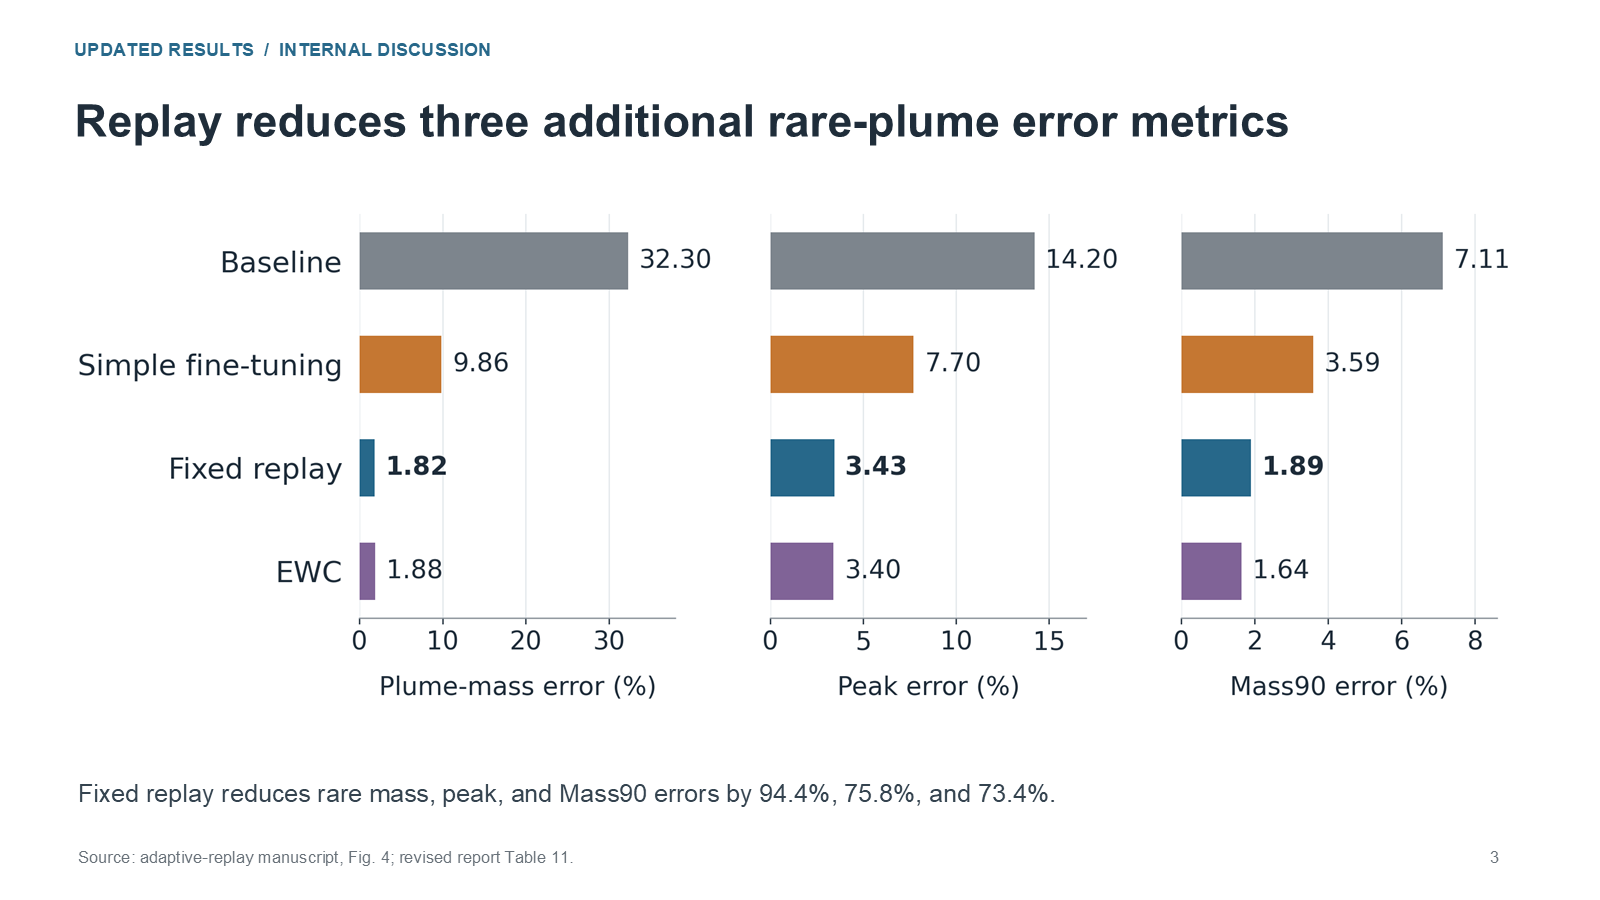 UPDATED RESULTS / INTERNAL DISCUSSION
Replay reduces three additional rare-plume error metrics
Baseline 32.30 14.20 7.11
Simple fine-tuning 9.86 7.70 3.59
Fixed replay 1.82 3.43 1.89
EWC 1.88 3.40 1.64
0 10 20 30 0 5 10 15 0 2 4 6 8
Plume-mass error (%) Peak error (%) Mass90 error (%)
Fixed replay reduces rare mass, peak, and Mass90 errors by 94.4%, 75.8%, and 73.4%.
Source: adaptive-replay manuscript, Fig. 4; revised report Table 11. 3